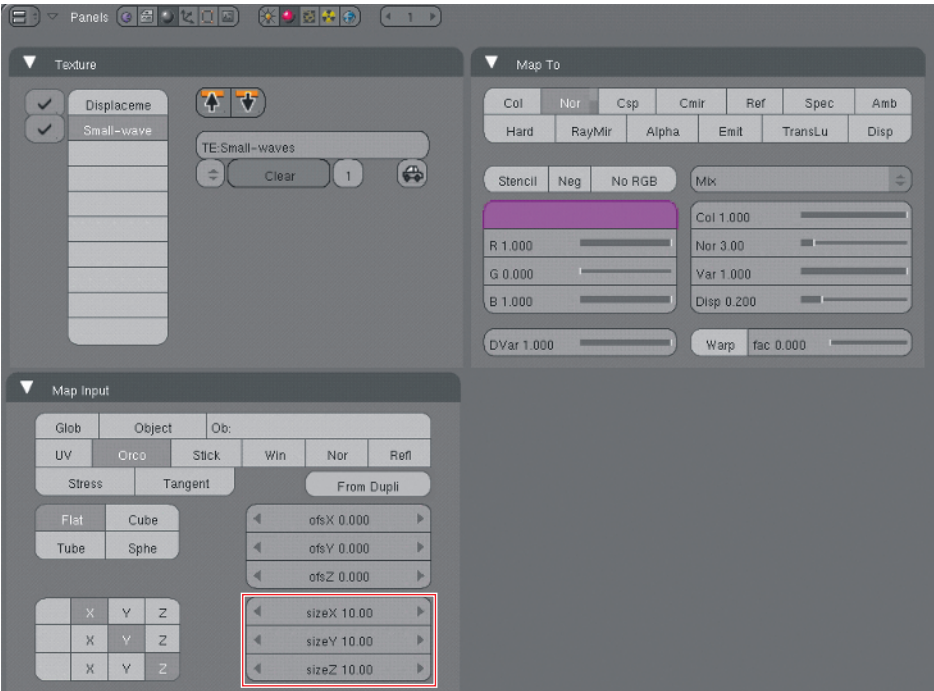 Panels
1
Texture
Displaceme
Small-wave
TE:Small-waves
Clear
1
Map To
Col Nor Csp Cmir Ref Spec Amb
Hard RayMir Alpha Emit TransLu Disp
Stencil Neg No RGB
Mix
R 1.000
G 0.000
B 1.000
DVar 1.000
Col 1.000
Nor 3.00
Var 1.000
Disp 0.200
Warp fac 0.000
Map Input
Glob Object Ob:
UV Orco Stick Win Nor Refl
Stress Tangent From Dupli
Flat Cube
Tube Sphe
ofsX 0.000
ofsY 0.000
ofsZ 0.000
X Y Z
X Y Z
X Y Z
sizeX 10.00
sizeY 10.00
sizeZ 10.00